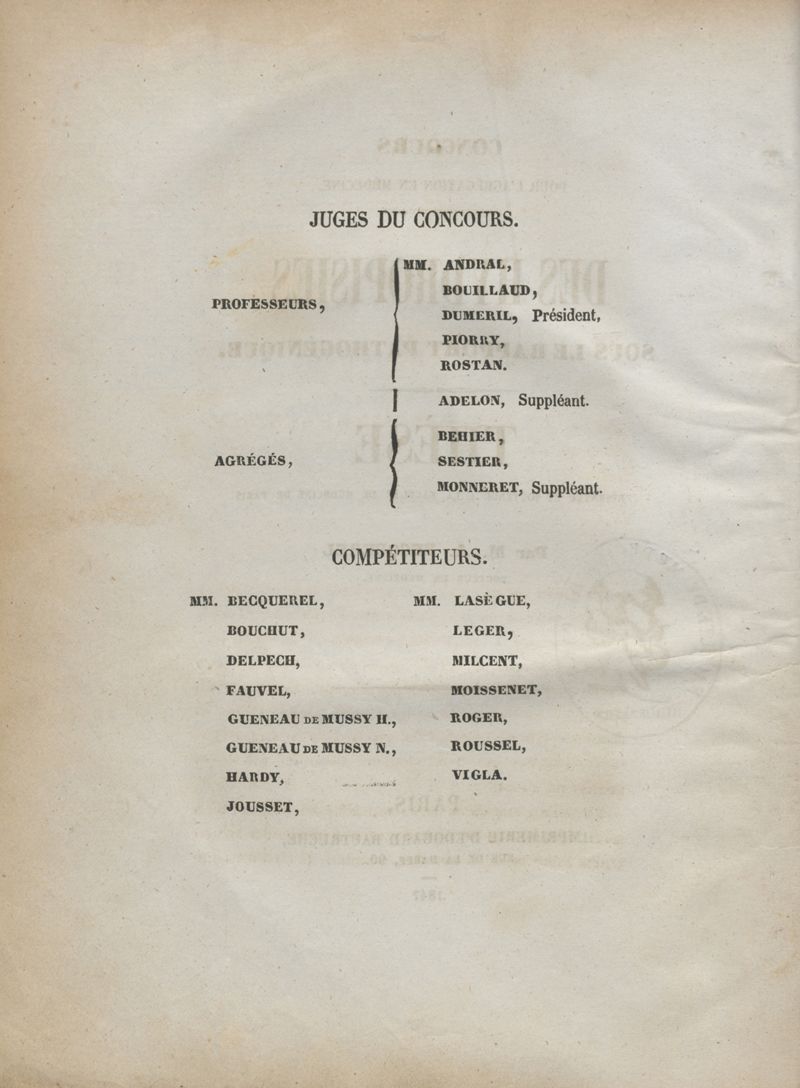 JUGES DU CONCOURS.
PROFESSEURS,
MM. ANDRAL,
BOUILLAUD,
DUMERIL, Président,
PIORRY,
ROSTAN.
ADELON, Suppléant.
AGRÉGÉS,
BEHIER,
SESTIER,
MONNERET, Suppléant.
COMPÉTITEURS.
MM. BECQUEREL,
BOUCHUT,
DELPECH,
FAUVEL,
GUENEAU DE MUSSY H.,
GUENEAU DE MUSSY N.,
HARDY,
JOUSSET,
MM. LASÈGUE,
LEGER,
MILCENT,
MOISSENET,
ROGER,
ROUSSEL,
VIGLA.